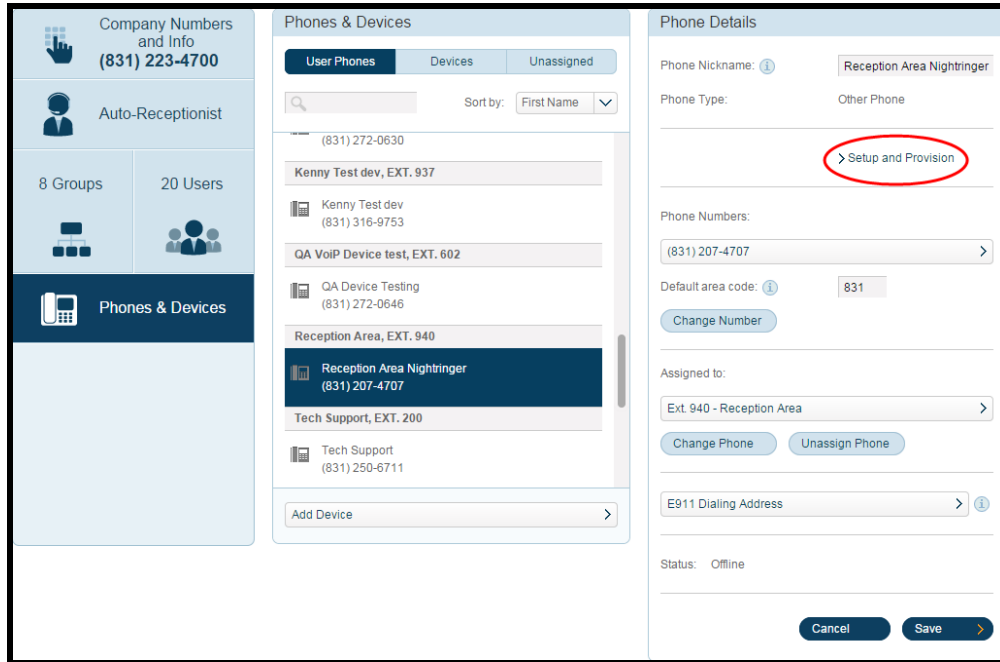 Company Numbers
and Info
(831) 223-4700
Auto-Receptionist
8 Groups
20 Users
Phones & Devices
Phones & Devices
User Phones
Devices
Unassigned
Sort by:
First Name
(831) 272-0630
Kenny Test dev, EXT. 937
Kenny Test dev
(831) 316-9753
QA VoiP Device test, EXT. 602
QA Device Testing
(831) 272-0646
Reception Area, EXT. 940
Reception Area Nightringer
(831) 207-4707
Tech Support, EXT. 200
Tech Support
(831) 250-6711
Add Device
Phone Details
Phone Nickname:
Reception Area Nightringer
Phone Type:
Other Phone
Setup and Provision
Phone Numbers:
(831) 207-4707
Default area code:
831
Change Number
Assigned to:
Ext. 940 - Reception Area
Change Phone
Unassign Phone
E911 Dialing Address
Status: Offline
Cancel
Save